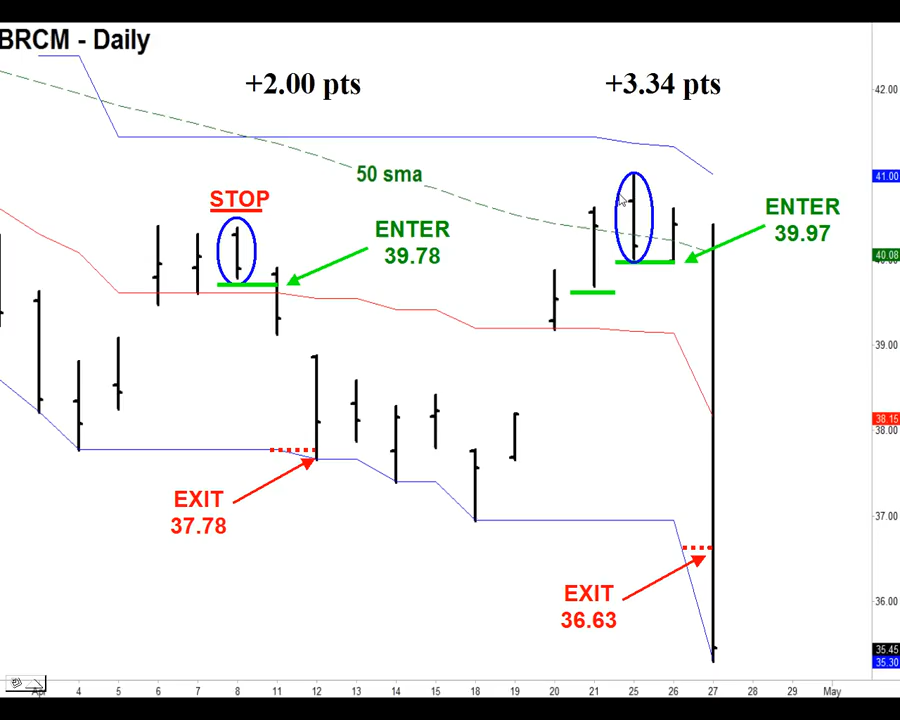 BRCM - Daily
+2.00 pts
+3.34 pts
42.00
50 sma
41.00
STOP
ENTER
39.78
ENTER
39.97
40.08
39.00
38.15
38.00
EXIT
37.78
37.00
EXIT
36.63
36.00
35.45
35.30
4 5 6 7 8 11 12 13 14 15 18 19 20 21 25 26 27 28 29 May